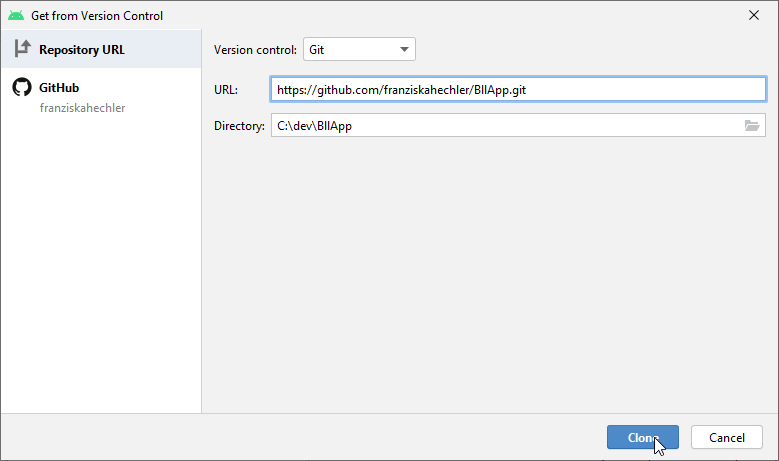 Get from Version Control
Repository URL
GitHub
franziskahechler
Version control: Git
URL: https://github.com/franziskahechler/BllApp.git
Directory: C:\dev\BllApp
Clone Cancel